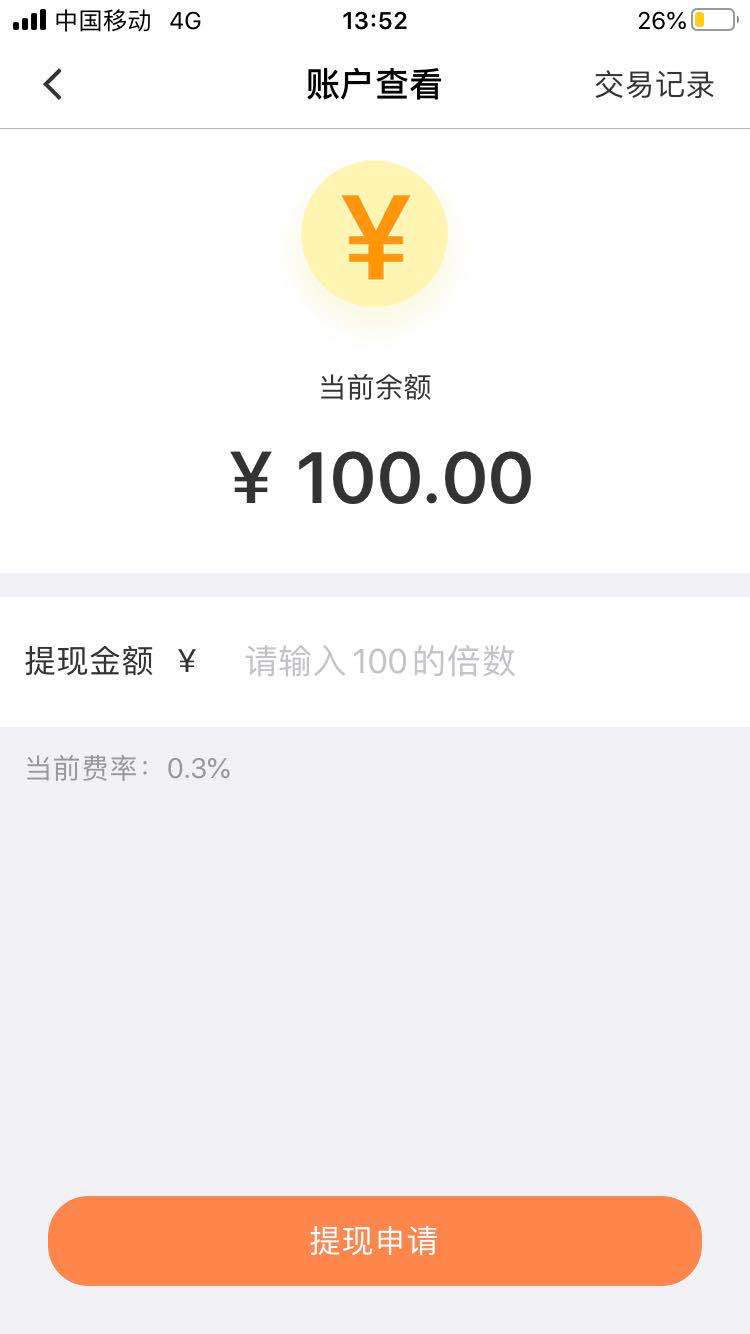 中国移动 4G 13:52 26%
账户查看 交易记录
¥
当前余额
¥ 100.00
提现金额 ¥ 请输入100的倍数
当前费率：0.3%
提现申请